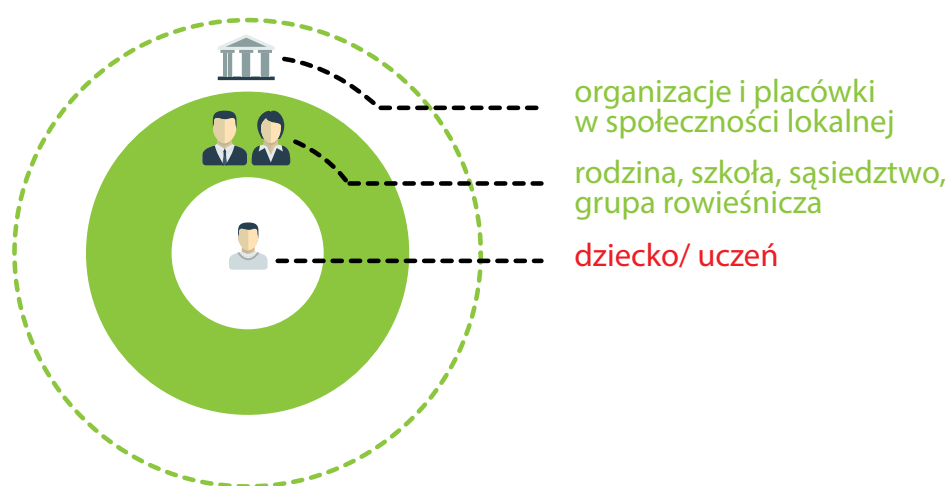 organizacje i placówki
w społeczności lokalnej
rodzina, szkoła, sąsiedztwo,
grupa rowieśnicza
dziecko/ uczeń